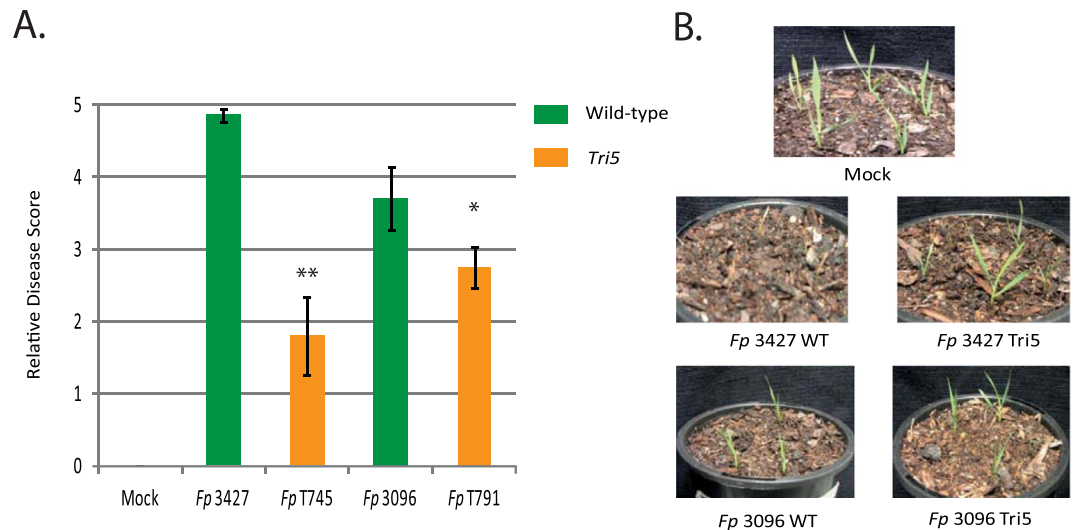 A.
5
4
3
2
1
0
Relative Disease Score
**
*
Mock
Fp 3427
Fp T745
Fp 3096
Fp T791
Wild-type
Tri5
B.
Mock
Fp 3427 WT
Fp 3427 Tri5
Fp 3096 WT
Fp 3096 Tri5